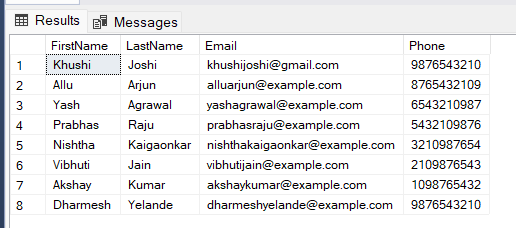 Results Messages
FirstName LastName Email Phone
1 Khushi Joshi khushijoshi@gmail.com 9876543210
2 Allu Arjun alluarjun@example.com 8765432109
3 Yash Agrawal yashagrawal@example.com 6543210987
4 Prabhas Raju prabhasraju@example.com 5432109876
5 Nishtha Kaigaonkar nishthakaigaonkar@example.com 3210987654
6 Vibhuti Jain vibhutijain@example.com 2109876543
7 Akshay Kumar akshaykumar@example.com 1098765432
8 Dharmesh Yelande dharmeshyelande@example.com 9876543210